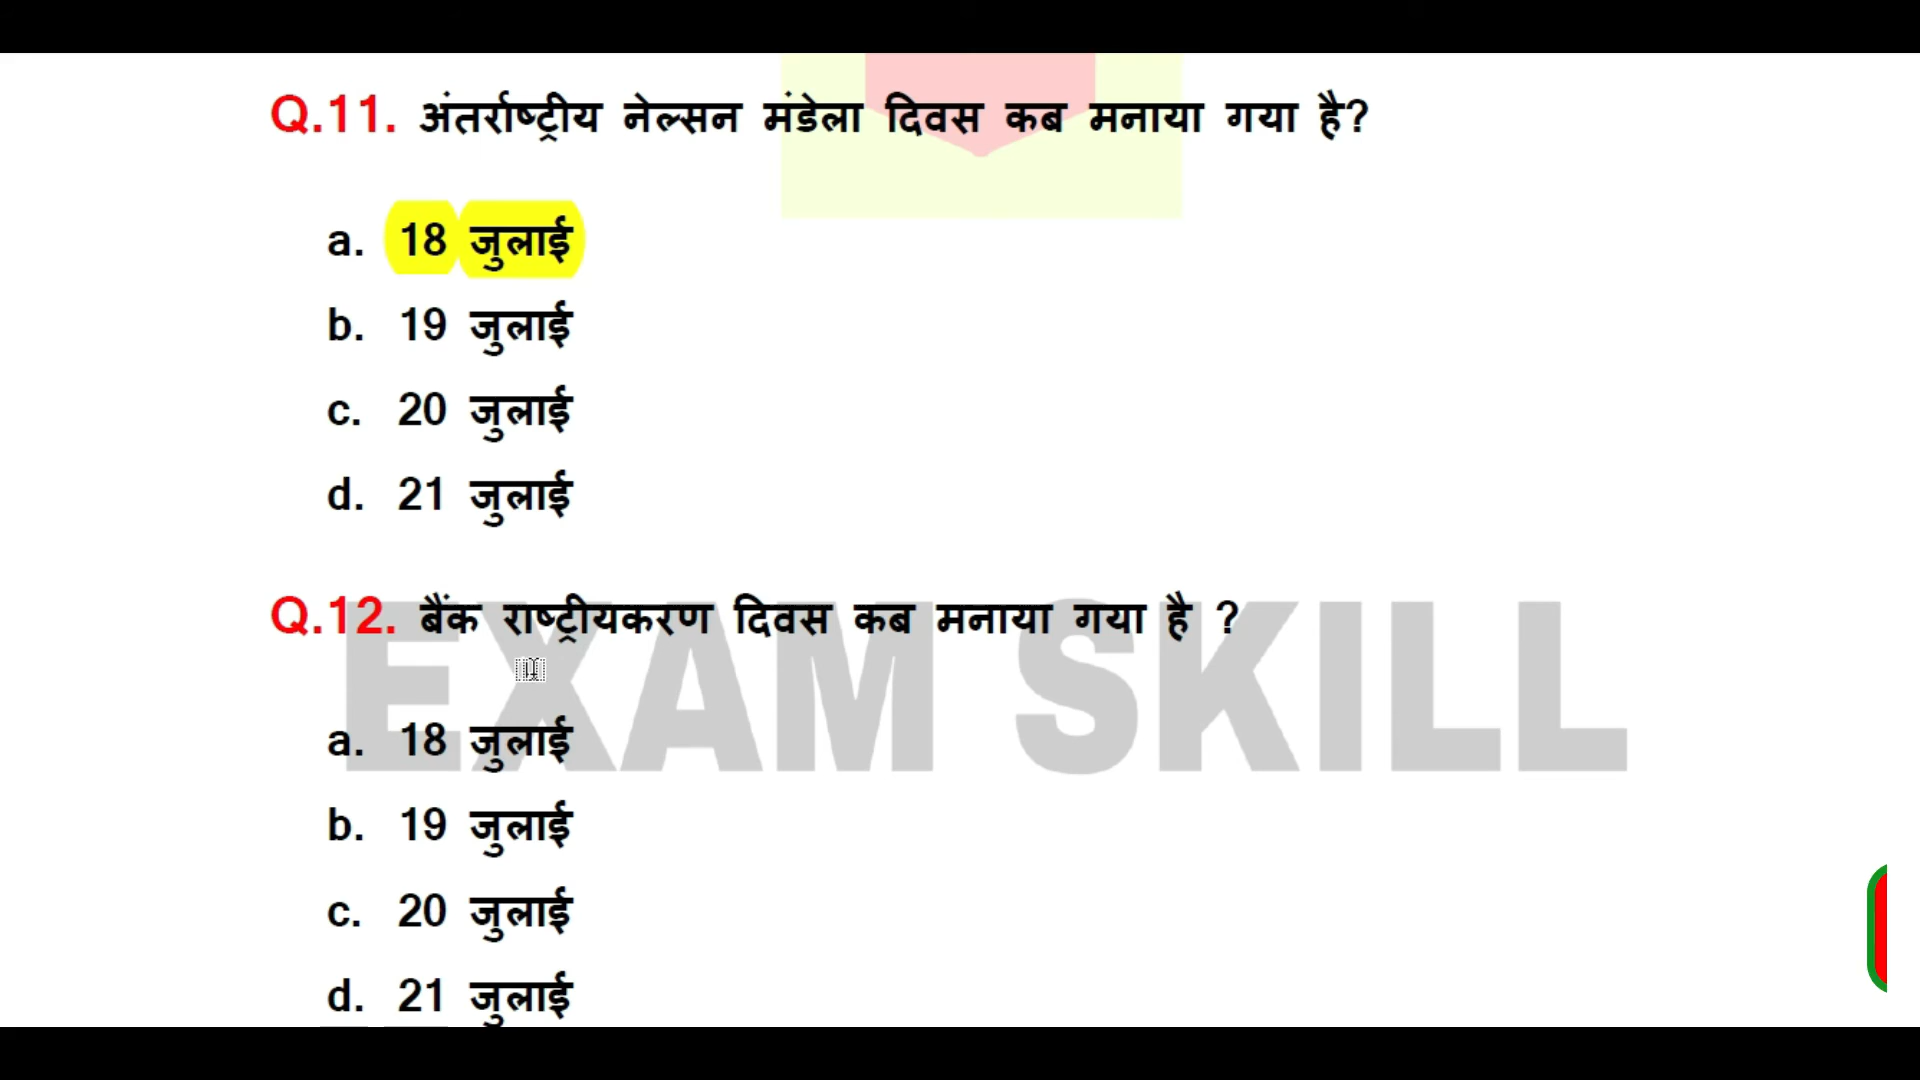 Q.11. अंतर्राष्ट्रीय नेल्सन मंडेला दिवस कब मनाया गया है?
a. 18 जुलाई
b. 19 जुलाई
c. 20 जुलाई
d. 21 जुलाई
Q.12. बैंक राष्ट्रीयकरण दिवस कब मनाया गया है ?
EXAM SKILL
a. 18 जुलाई
b. 19 जुलाई
c. 20 जुलाई
d. 21 जुलाई